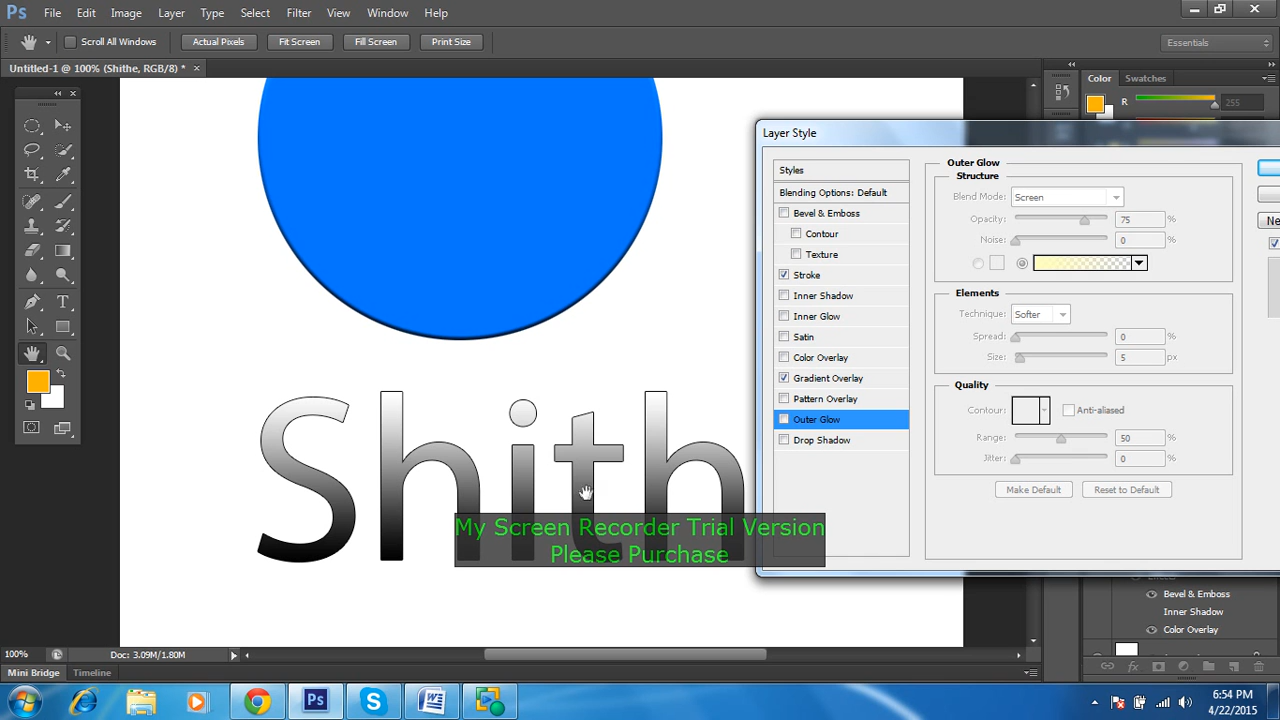 Ps File Edit Image Layer Type Select Filter View Window Help
Scroll All Windows Actual Pixels Fit Screen Fill Screen Print Size Essentials
Untitled-1 @ 100% (Shithe, RGB/8) *
Color Swatches
R 255
Layer Style
Styles
Blending Options: Default
Bevel & Emboss
Contour
Texture
Stroke
Inner Shadow
Inner Glow
Satin
Color Overlay
Gradient Overlay
Pattern Overlay
Outer Glow
Drop Shadow
Outer Glow
Structure
Blend Mode: Screen
Opacity: 75 %
Noise: 0 %
Elements
Technique: Softer
Spread: 0 %
Size: 5 px
Quality
Contour: Anti-aliased
Range: 50 %
Jitter: 0 %
Make Default Reset to Default
Ne
Shith
My Screen Recorder Trial Version
Please Purchase
Bevel & Emboss
Inner Shadow
Color Overlay
100% Doc: 3.09M/1.80M
Mini Bridge Timeline
Ps
6:54 PM
4/22/2015